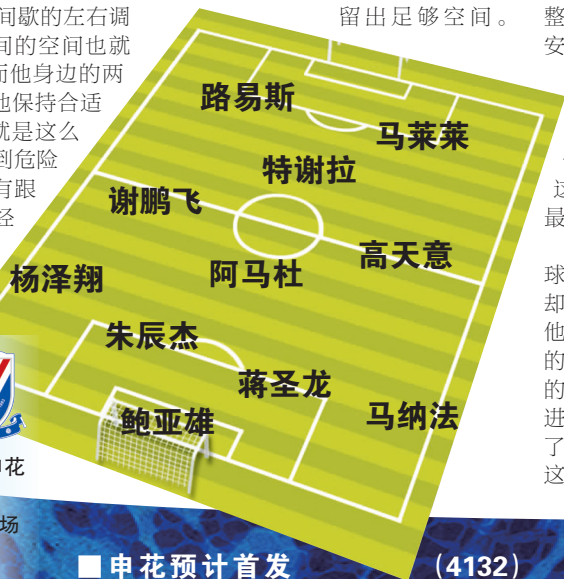 间歇的左右调
间的空间也就
而他身边的两
他保持合适
就是这么
到危险
有跟
经
留出足够空间。
整
安
这
最
球
却
他
的
的
进
了
这
路易斯
马莱莱
特谢拉
谢鹏飞
高天意
杨泽翔
阿马杜
朱辰杰
蒋圣龙
马纳法
鲍亚雄
申花
场
■申花预计首发 (4132)